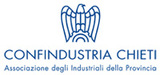 CONFINDUSTRIA CHIETI
Associazione degli Industriali della Provincia